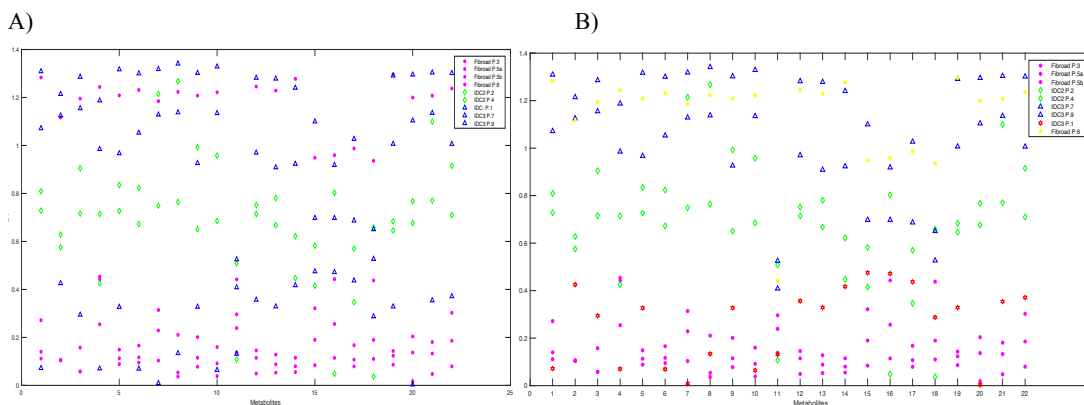 A)
B)
1.4
1.2
1
0.8
0.6
0.4
0.2
0
0
5
10
15
20
25
Metabolites
Fibroad P.3
Fibroad P.5a
Fibroad P.5b
Fibroad P.6
IDC2 P.2
IDC2 P.4
IDC P.1
IDC3 P.7
IDC3 P.9
1.4
1.2
1
0.8
0.6
0.4
0.2
0
1 2 3 4 5 6 7 8 9 10 11 12 13 14 15 16 17 18 19 20 21 22
Metabolites
Fibroad P.3
Fibroad P.5a
Fibroad P.5b
IDC2 P.2
IDC2 P.4
IDC3 P.7
IDC3 P.9
IDC3 P.1
Fibroad P.6